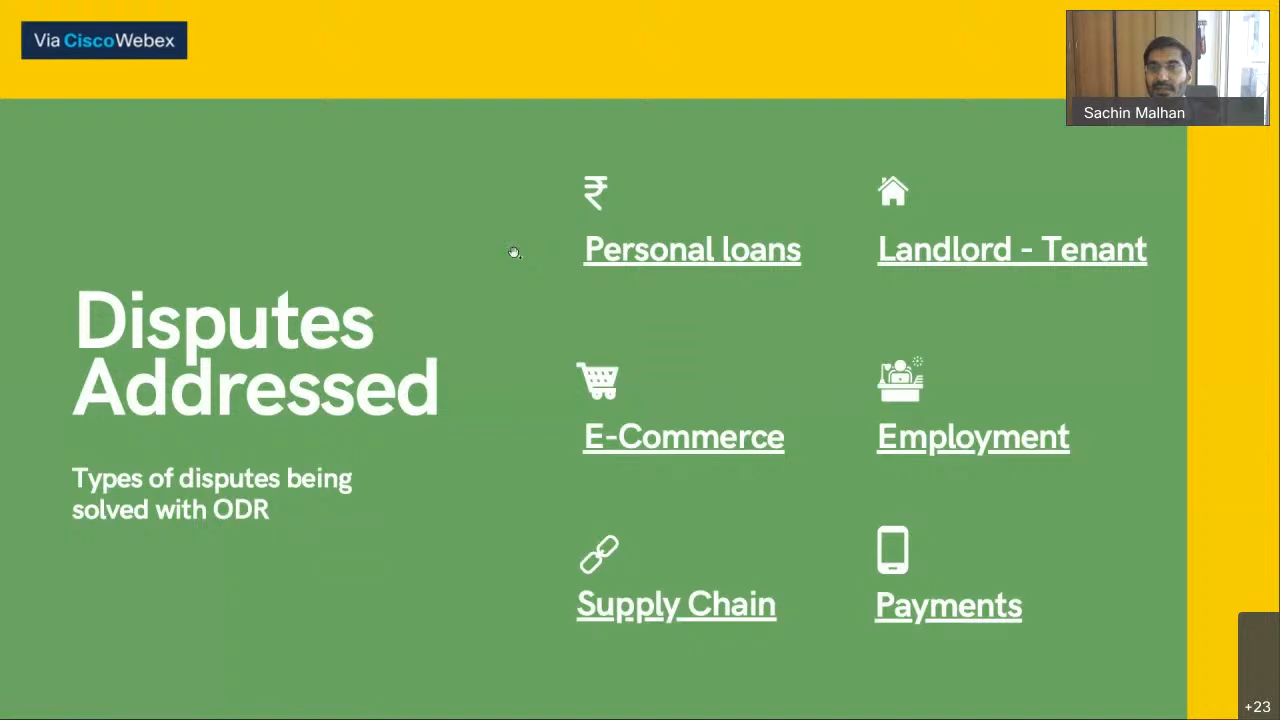 Via CiscoWebex
Sachin Malhan
Disputes
Addressed
Types of disputes being
solved with ODR
₹
Personal loans
Landlord - Tenant
E-Commerce
Employment
Supply Chain
Payments
+23